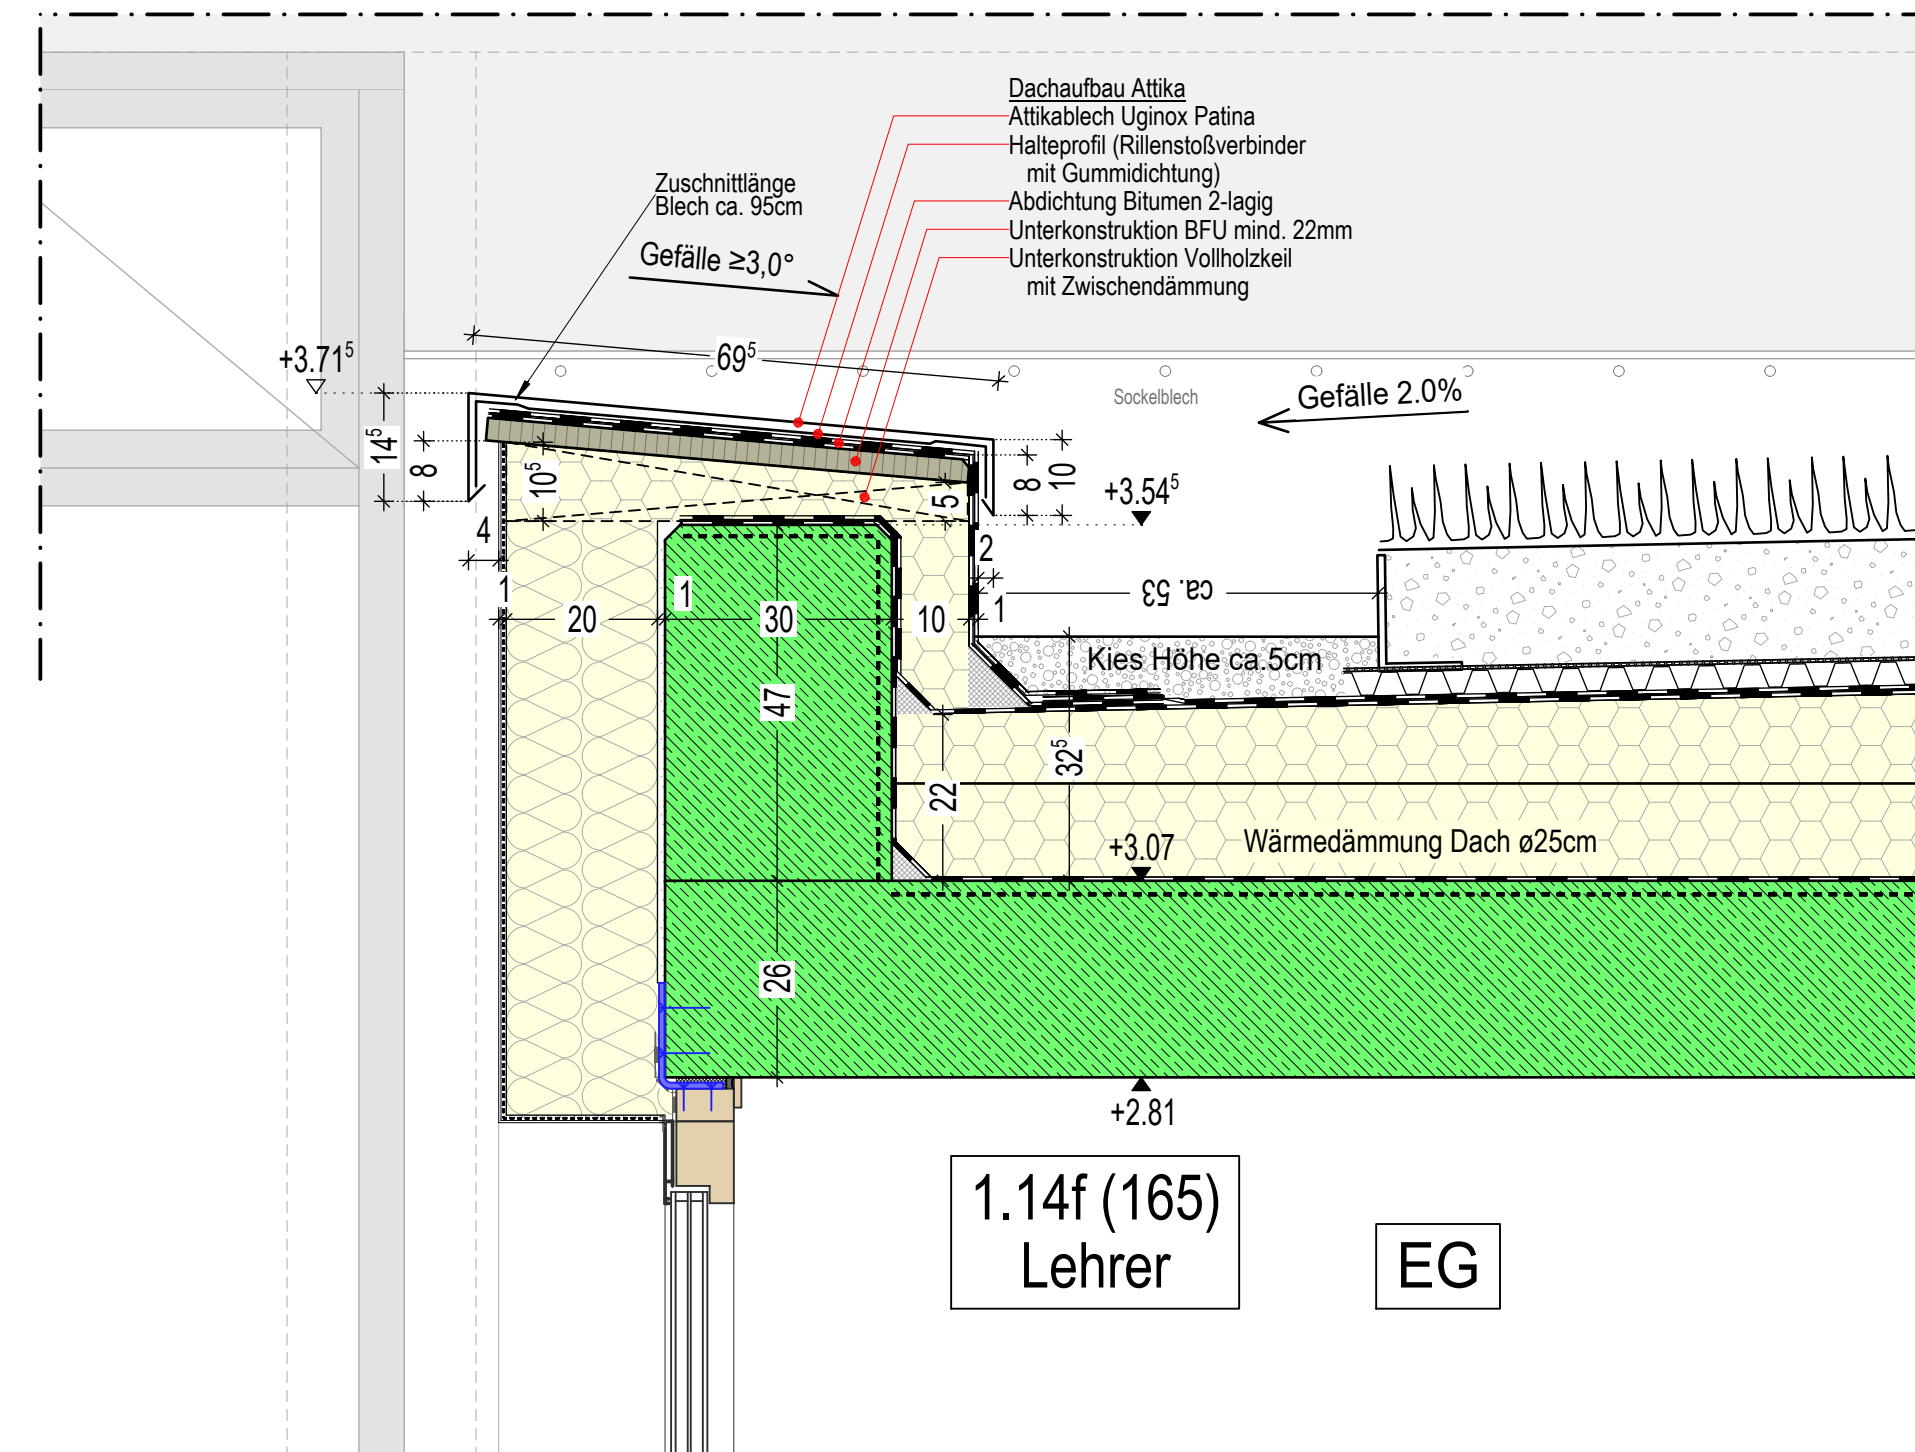 Dachaufbau Attika
Attikablech Uginox Patina
Halteprofil (Rillenstoßverbinder
mit Gummidichtung)
Abdichtung Bitumen 2-lagig
Unterkonstruktion BFU mind. 22mm
Unterkonstruktion Vollholzkeil
mit Zwischendämmung
Zuschnittlänge
Blech ca. 95cm
Gefälle ≥3,0°
69⁵
+3.71⁵
Sockelblech
Gefälle 2.0%
14⁵
8
10⁵
5
8
10
+3.54⁵
4
2
1
1
ca. 53
1
20
30
10
Kies Höhe ca.5cm
47
32⁵
22
+3.07
Wärmedämmung Dach ø25cm
26
+2.81
1.14f (165)
Lehrer
EG